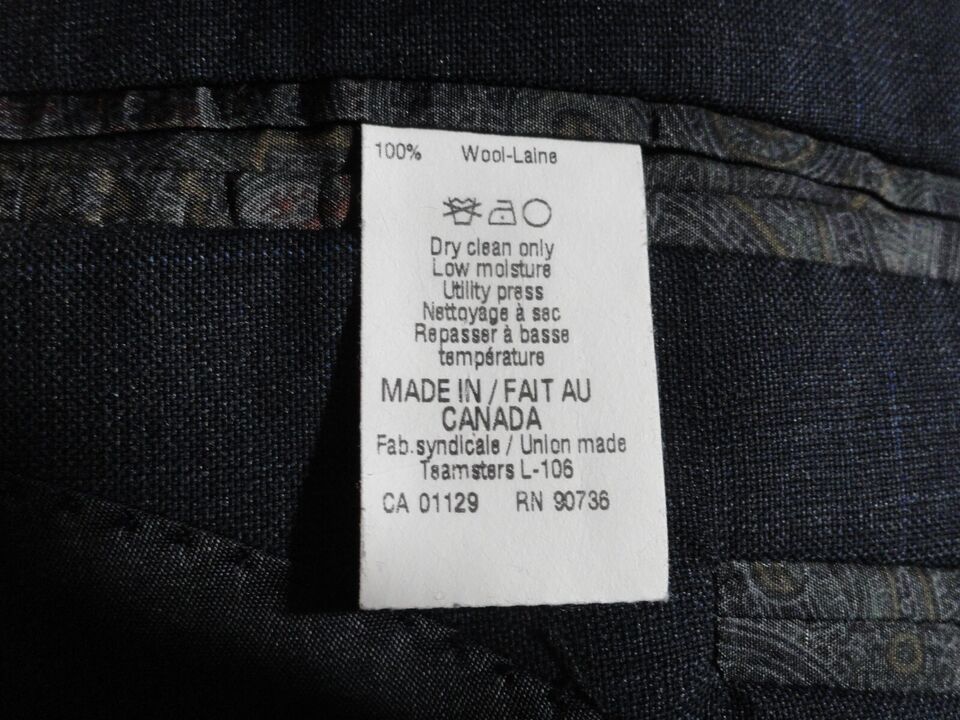 100% Wool-Laine
Dry clean only
Low moisture
Utility press
Nettoyage à sec
Repasser à basse
température
MADE IN / FAIT AU
CANADA
Fab.syndicale / Union made
Teamsters L-106
CA 01129 RN 90736